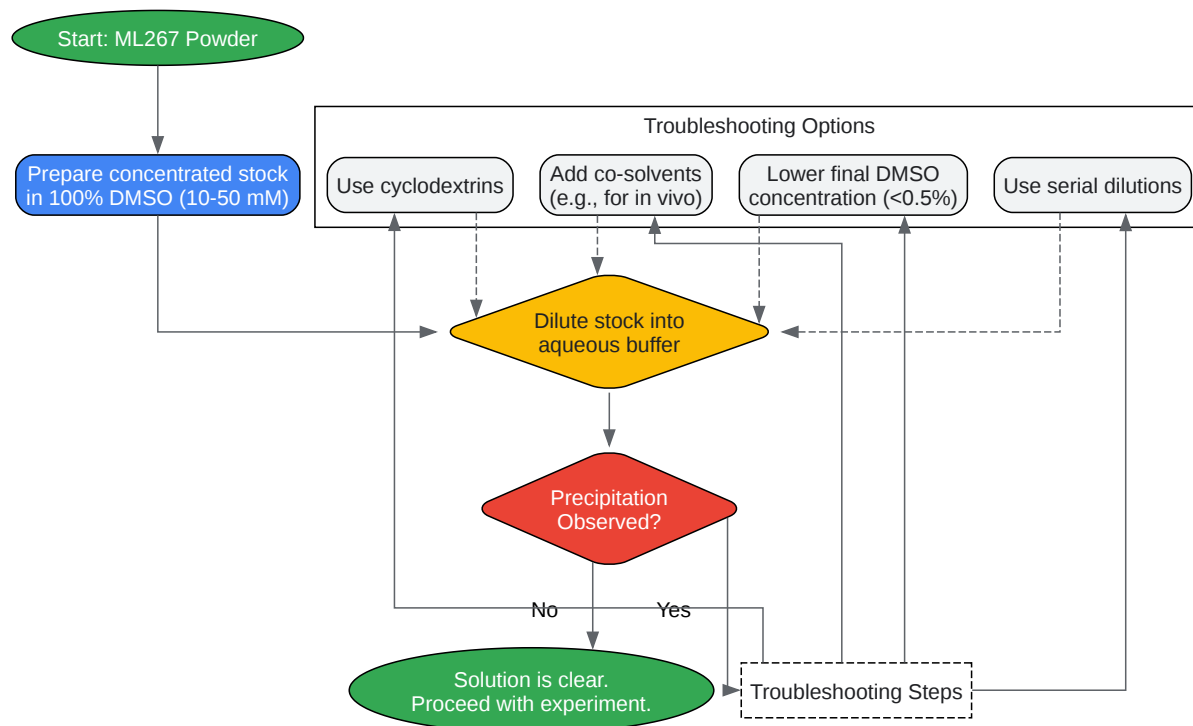 Start: ML267 Powder
Troubleshooting Options
Prepare concentrated stock
in 100% DMSO (10-50 mM)
Use cyclodextrins
Add co-solvents
(e.g., for in vivo)
Lower final DMSO
concentration (<0.5%)
Use serial dilutions
Dilute stock into
aqueous buffer
Precipitation
Observed?
No
Yes
Solution is clear.
Proceed with experiment.
Troubleshooting Steps